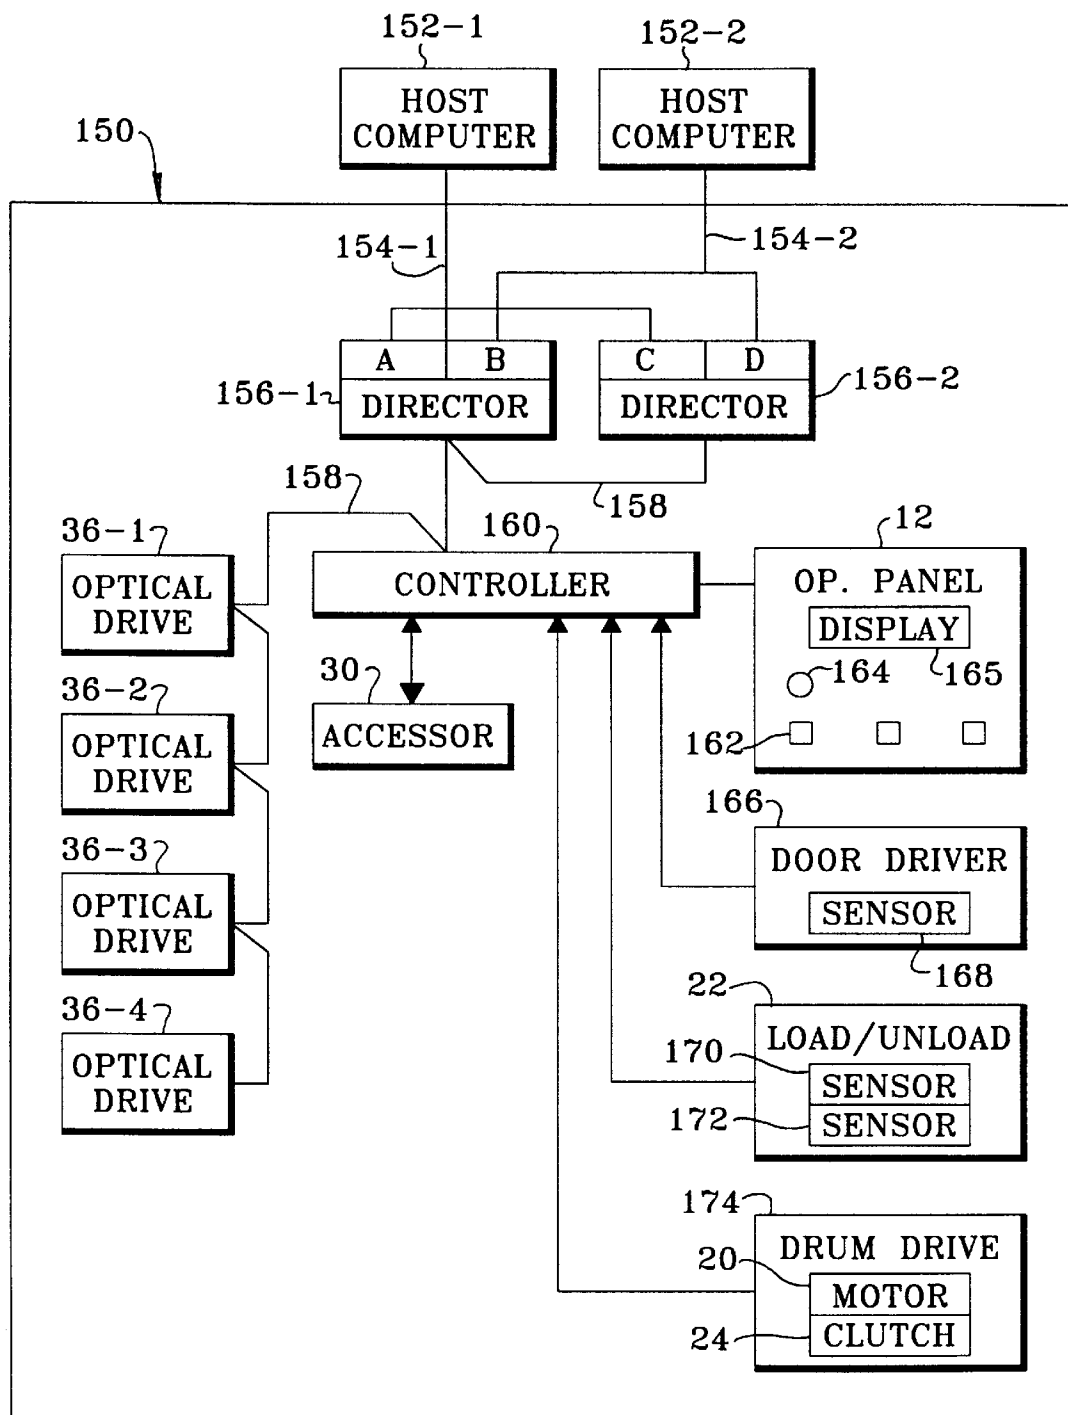 152-1
152-2
HOST
COMPUTER
HOST
COMPUTER
150
154-1
154-2
A
B
C
D
156-1
DIRECTOR
DIRECTOR
156-2
158
158
36-1
OPTICAL
DRIVE
160
CONTROLLER
12
OP. PANEL
DISPLAY
164
165
162
30
ACCESSOR
36-2
OPTICAL
DRIVE
166
DOOR DRIVER
SENSOR
168
36-3
OPTICAL
DRIVE
22
LOAD/UNLOAD
170
SENSOR
172
SENSOR
36-4
OPTICAL
DRIVE
174
DRUM DRIVE
20
MOTOR
24
CLUTCH